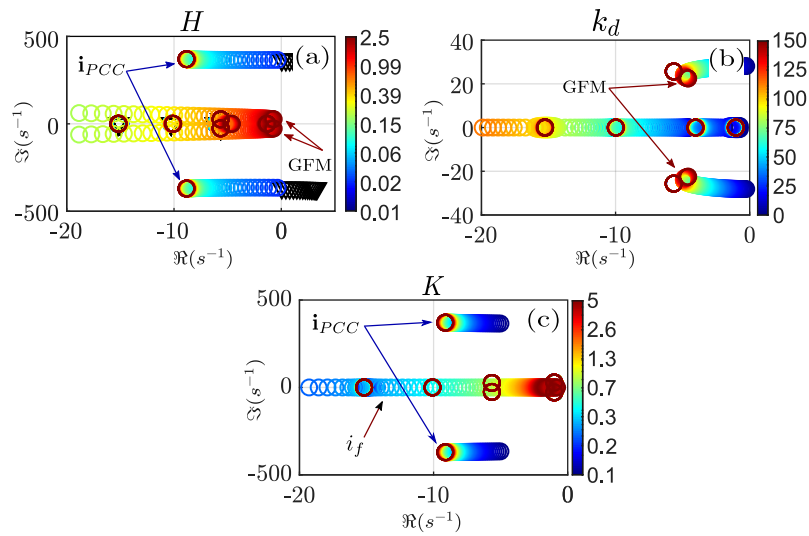 H
500
0
-500
ℑ(s⁻¹)
-20
-10
0
ℜ(s⁻¹)
i_PCC
(a)
GFM
2.5
0.99
0.39
0.15
0.06
0.02
0.01
k_d
40
20
0
-20
-40
ℑ(s⁻¹)
-20
-15
-10
-5
0
ℜ(s⁻¹)
(b)
GFM
150
125
100
75
50
25
0
K
500
0
-500
ℑ(s⁻¹)
-20
-10
0
ℜ(s⁻¹)
i_PCC
(c)
i_f
5
2.6
1.3
0.7
0.3
0.2
0.1